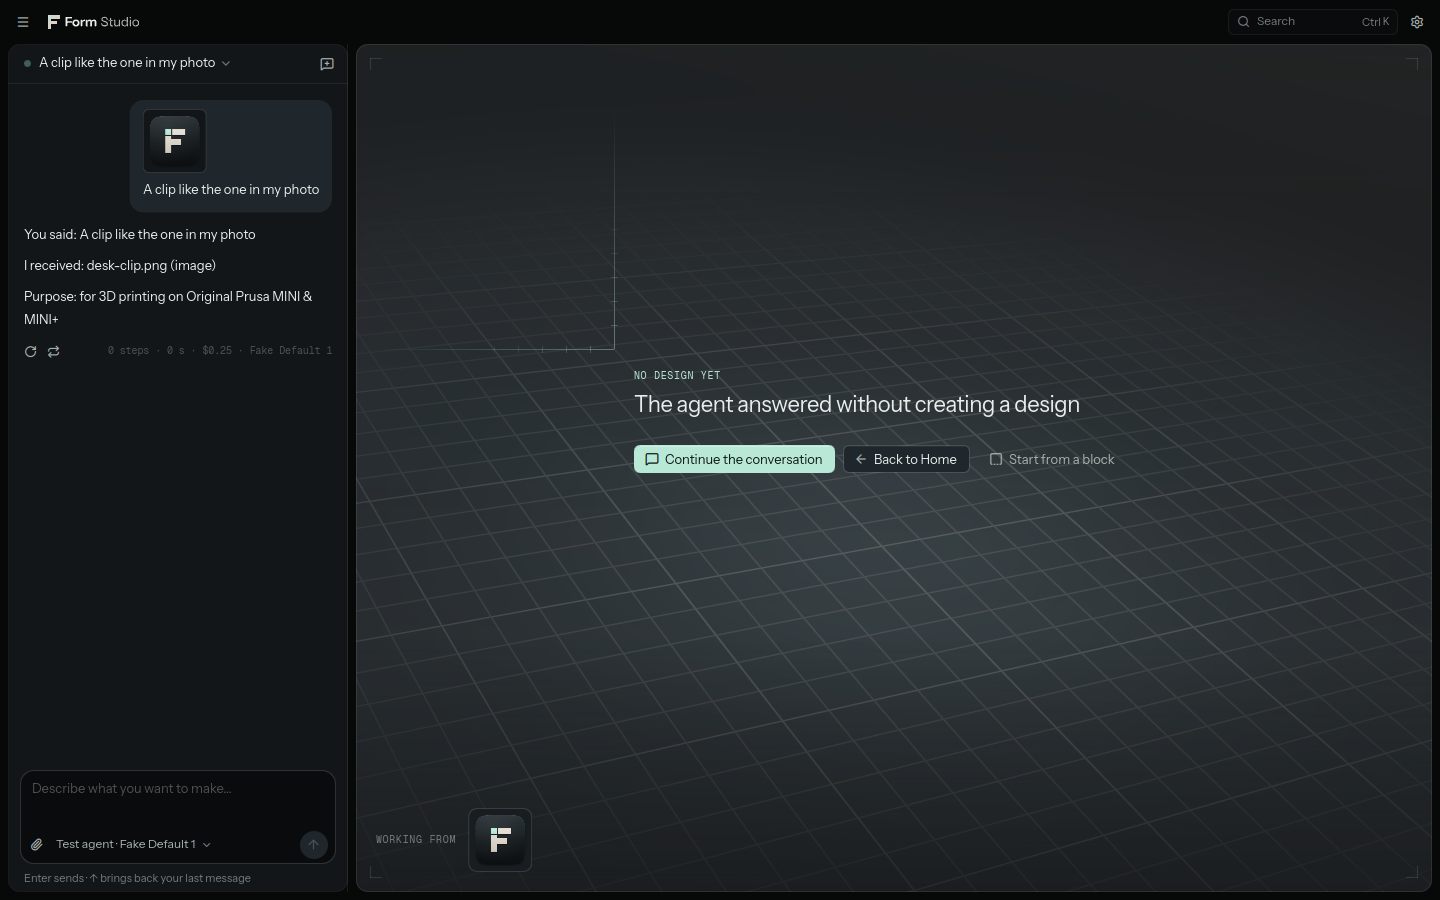 Form Studio
Search
Ctrl K
A clip like the one in my photo
F
A clip like the one in my photo
You said: A clip like the one in my photo
I received: desk-clip.png (image)
Purpose: for 3D printing on Original Prusa MINI &
MINI+
0 steps · 0 s · $0.25 · Fake Default 1
NO DESIGN YET
The agent answered without creating a design
Continue the conversation
Back to Home
Start from a block
Describe what you want to make...
Test agent · Fake Default 1
Enter sends · ↑ brings back your last message
WORKING FROM
F